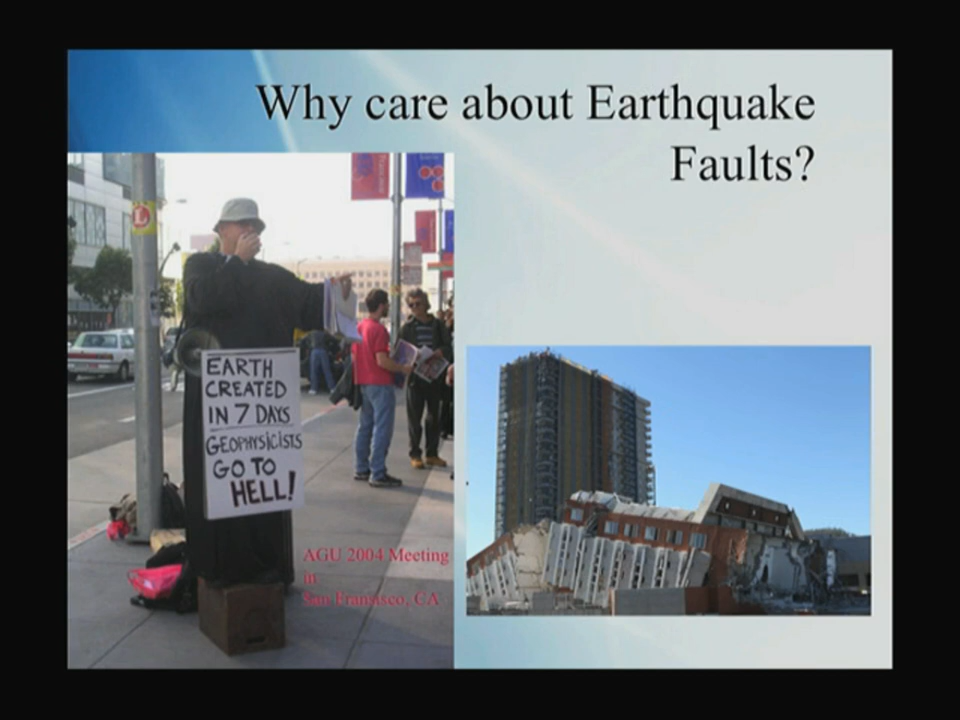 Why care about Earthquake
Faults?
L
EARTH
CREATED
IN 7 DAYS
GEOPHYSICISTS
GO TO
HELL!
AGU 2004 Meeting
in
San Fransisco, CA